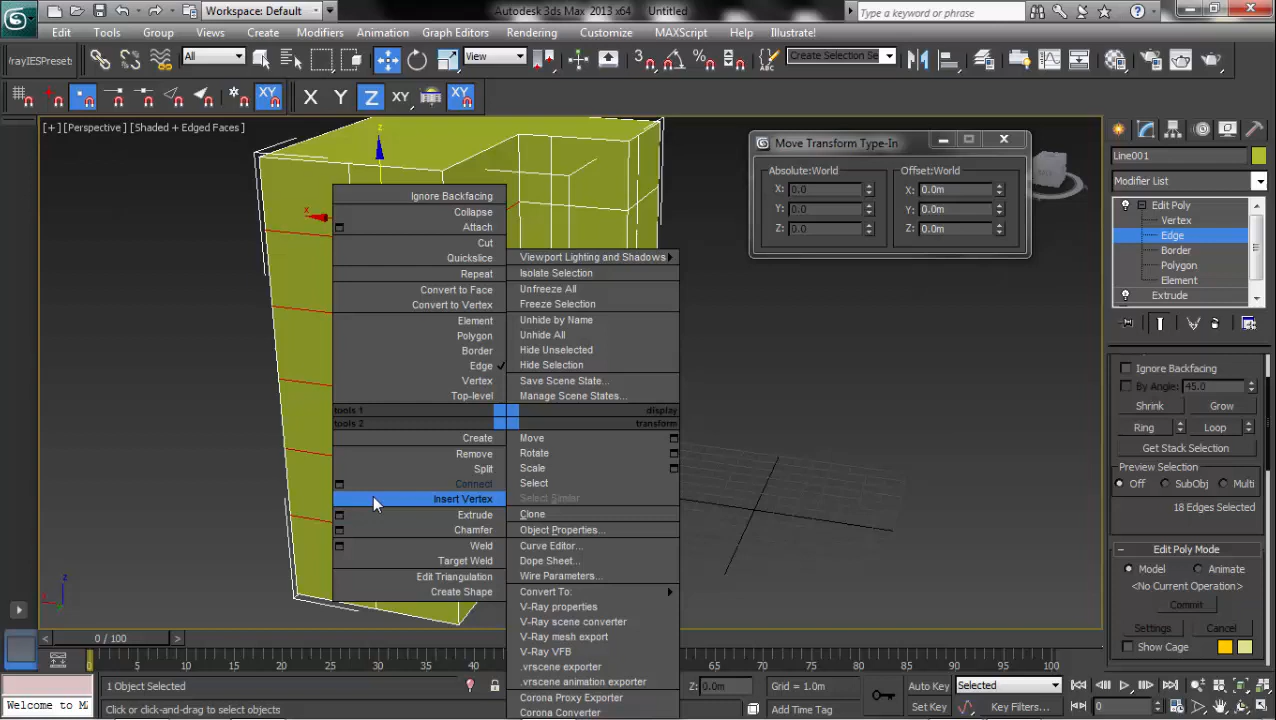 Workspace: Default
Autodesk 3ds Max 2013 x64
Untitled
Type a keyword or phrase
Edit
Tools
Group
Views
Create
Modifiers
Animation
Graph Editors
Rendering
Customize
MAXScript
Help
Illustrate!
/rayIESPreset
All
View
3
Create Selection Se
X
Y
Z
XY
XY
XY
[+] [Perspective] [Shaded + Edged Faces]
z
x
Ignore Backfacing
Collapse
Attach
Cut
Quickslice
Repeat
Convert to Face
Convert to Vertex
Element
Polygon
Border
Edge
Vertex
Top-level
tools 1
tools 2
Create
Remove
Split
Connect
Insert Vertex
Extrude
Chamfer
Weld
Target Weld
Edit Triangulation
Create Shape
Viewport Lighting and Shadows
Isolate Selection
Unfreeze All
Freeze Selection
Unhide by Name
Unhide All
Hide Unselected
Hide Selection
Save Scene State...
Manage Scene States...
display
transform
Move
Rotate
Scale
Select
Select Similar
Clone
Object Properties...
Curve Editor...
Dope Sheet...
Wire Parameters...
Convert To:
V-Ray properties
V-Ray scene converter
V-Ray mesh export
V-Ray VFB
.vrscene exporter
.vrscene animation exporter
Corona Proxy Exporter
Corona Converter
Move Transform Type-In
Absolute:World
X: 0.0
Y: 0.0
Z: 0.0
Offset:World
X: 0.0m
Y: 0.0m
Z: 0.0m
Line001
Modifier List
Edit Poly
Vertex
Edge
Border
Polygon
Element
Extrude
Ignore Backfacing
By Angle: 45.0
Shrink
Grow
Ring
Loop
Get Stack Selection
Preview Selection
Off
SubObj
Multi
18 Edges Selected
Edit Poly Mode
Model
Animate
<No Current Operation>
Commit
Settings
Cancel
Show Cage
0 / 100
0
5
10
15
20
25
65
70
75
80
85
90
95
100
1 Object Selected
Z: 0.0m
Grid = 1.0m
Auto Key
Selected
Welcome to M
Click or click-and-drag to select objects
Add Time Tag
Set Key
Key Filters...
0